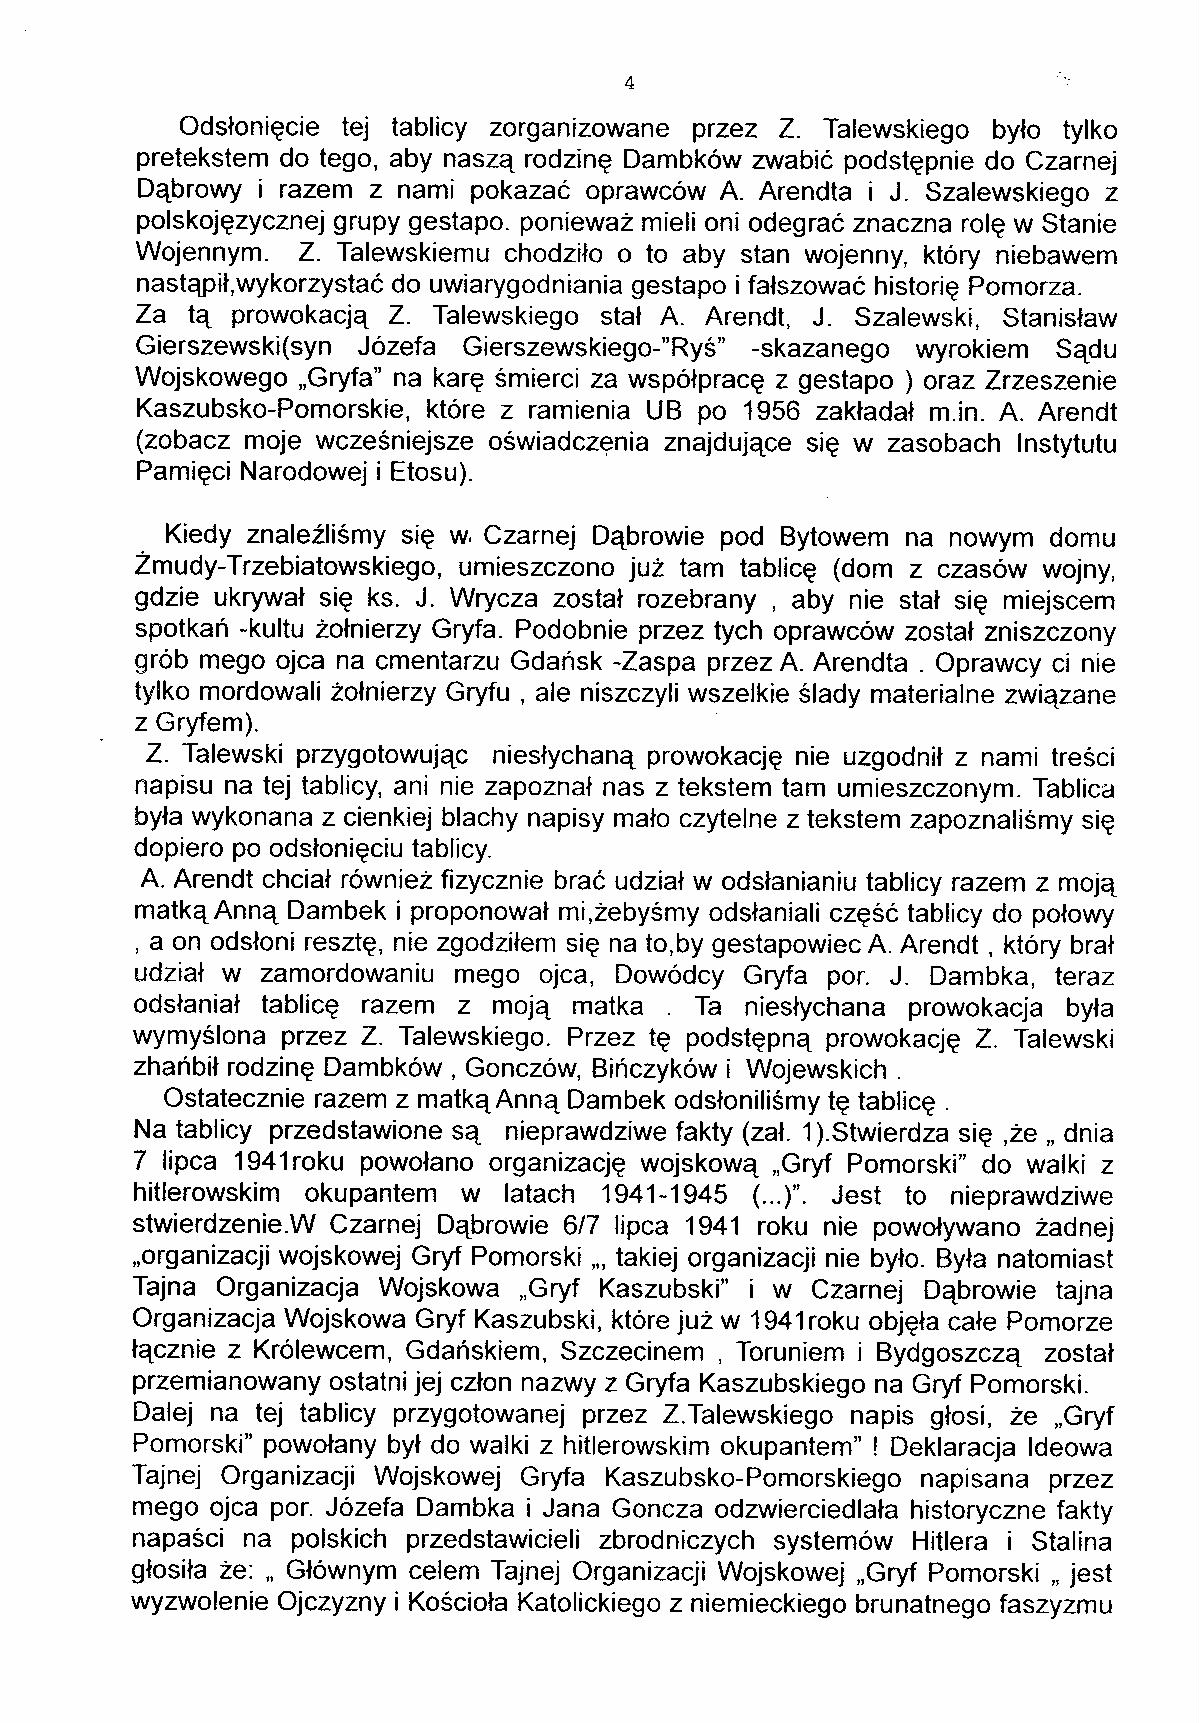 4
Odsłonięcie tej tablicy zorganizowane przez Z. Talewskiego było tylko
pretekstem do tego, aby naszą rodzinę Dambków zwabić podstępnie do Czarnej
Dąbrowy i razem z nami pokazać oprawców A. Arendta i J. Szalewskiego z
polskojęzycznej grupy gestapo. ponieważ mieli oni odegrać znaczna rolę w Stanie
Wojennym. Z. Talewskiemu chodziło o to aby stan wojenny, który niebawem
nastąpił,wykorzystać do uwiarygodniania gestapo i fałszować historię Pomorza.
Za tą prowokacją Z. Talewskiego stał A. Arendt, J. Szalewski, Stanisław
Gierszewski(syn Józefa Gierszewskiego-”Ryś” -skazanego wyrokiem Sądu
Wojskowego „Gryfa” na karę śmierci za współpracę z gestapo ) oraz Zrzeszenie
Kaszubsko-Pomorskie, które z ramienia UB po 1956 zakładał m.in. A. Arendt
(zobacz moje wcześniejsze oświadczenia znajdujące się w zasobach Instytutu
Pamięci Narodowej i Etosu).
Kiedy znaleźliśmy się w Czarnej Dąbrowie pod Bytowem na nowym domu
Żmudy-Trzebiatowskiego, umieszczono już tam tablicę (dom z czasów wojny,
gdzie ukrywał się ks. J. Wrycza został rozebrany , aby nie stał się miejscem
spotkań -kultu żołnierzy Gryfa. Podobnie przez tych oprawców został zniszczony
grób mego ojca na cmentarzu Gdańsk -Zaspa przez A. Arendta . Oprawcy ci nie
tylko mordowali żołnierzy Gryfu , ale niszczyli wszelkie ślady materialne związane
z Gryfem).
Z. Talewski przygotowując niesłychaną prowokację nie uzgodnił z nami treści
napisu na tej tablicy, ani nie zapoznał nas z tekstem tam umieszczonym. Tablica
była wykonana z cienkiej blachy napisy mało czytelne z tekstem zapoznaliśmy się
dopiero po odsłonięciu tablicy.
A. Arendt chciał również fizycznie brać udział w odsłanianiu tablicy razem z moją
matką Anną Dambek i proponował mi,żebyśmy odsłaniali część tablicy do połowy
, a on odsłoni resztę, nie zgodziłem się na to,by gestapowiec A. Arendt , który brał
udział w zamordowaniu mego ojca, Dowódcy Gryfa por. J. Dambka, teraz
odsłaniał tablicę razem z moją matka . Ta niesłychana prowokacja była
wymyślona przez Z. Talewskiego. Przez tę podstępną prowokację Z. Talewski
zhańbił rodzinę Dambków , Gonczów, Bińczyków i Wojewskich .
Ostatecznie razem z matką Anną Dambek odsłoniliśmy tę tablicę .
Na tablicy przedstawione są nieprawdziwe fakty (zał. 1).Stwierdza się ,że „ dnia
7 lipca 1941roku powołano organizację wojskową „Gryf Pomorski” do walki z
hitlerowskim okupantem w latach 1941-1945 (...)”. Jest to nieprawdziwe
stwierdzenie.W Czarnej Dąbrowie 6/7 lipca 1941 roku nie powoływano żadnej
„organizacji wojskowej Gryf Pomorski „, takiej organizacji nie było. Była natomiast
Tajna Organizacja Wojskowa „Gryf Kaszubski” i w Czarnej Dąbrowie tajna
Organizacja Wojskowa Gryf Kaszubski, które już w 1941roku objęła całe Pomorze
łącznie z Królewcem, Gdańskiem, Szczecinem , Toruniem i Bydgoszczą został
przemianowany ostatni jej człon nazwy z Gryfa Kaszubskiego na Gryf Pomorski.
Dalej na tej tablicy przygotowanej przez Z.Talewskiego napis głosi, że „Gryf
Pomorski” powołany był do walki z hitlerowskim okupantem” ! Deklaracja Ideowa
Tajnej Organizacji Wojskowej Gryfa Kaszubsko-Pomorskiego napisana przez
mego ojca por. Józefa Dambka i Jana Goncza odzwierciedlała historyczne fakty
napaści na polskich przedstawicieli zbrodniczych systemów Hitlera i Stalina
głosiła że: „ Głównym celem Tajnej Organizacji Wojskowej „Gryf Pomorski „ jest
wyzwolenie Ojczyzny i Kościoła Katolickiego z niemieckiego brunatnego faszyzmu